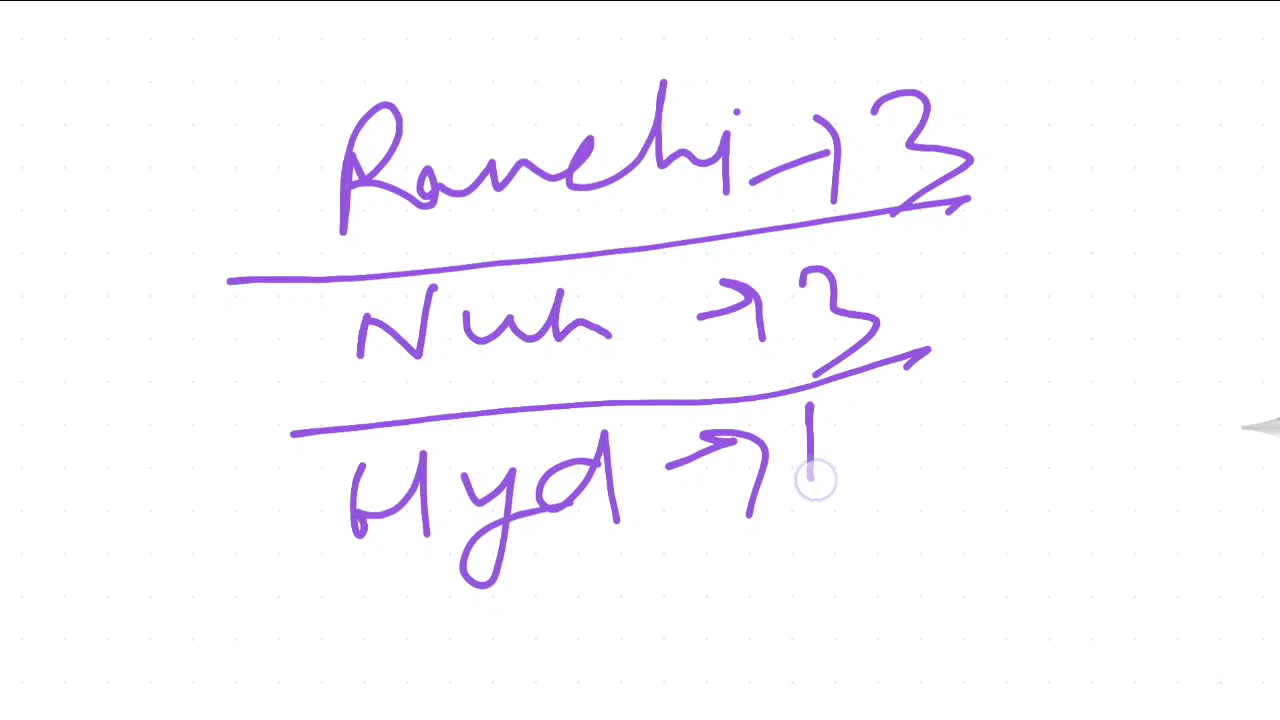 Ranchi → 3
Nuh → 3
Hyd → 1